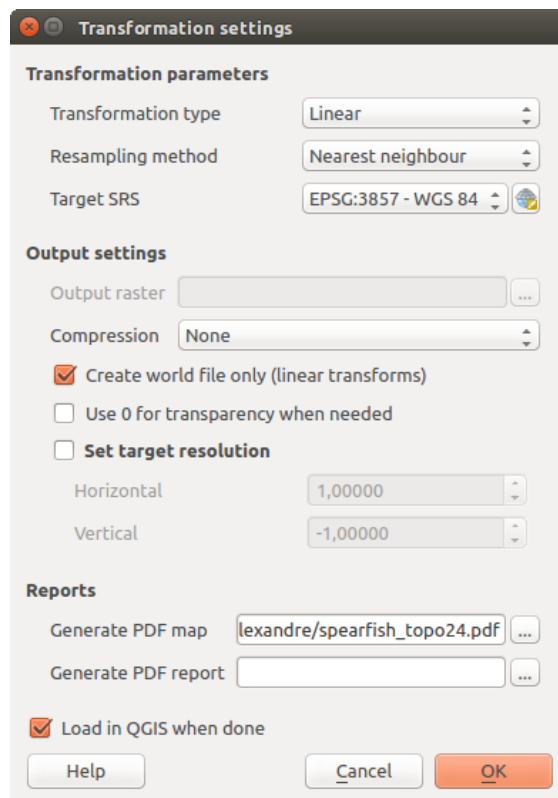 Transformation settings
Transformation parameters
Transformation type Linear
Resampling method Nearest neighbour
Target SRS EPSG:3857 - WGS 84
Output settings
Output raster ...
Compression None
Create world file only (linear transforms)
Use 0 for transparency when needed
Set target resolution
Horizontal 1,00000
Vertical -1,00000
Reports
Generate PDF map lexandre/spearfish_topo24.pdf ...
Generate PDF report ...
Load in QGIS when done
Help Cancel OK